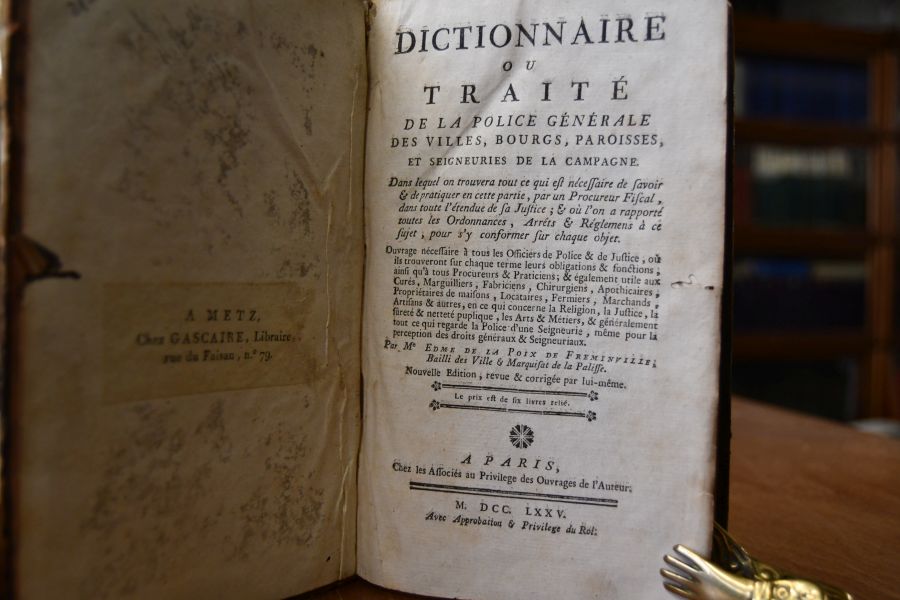 A METZ,
Chez GASCAIRE, Libraire,
rue du Faisan, n.º 79.
DICTIONNAIRE
OU
TRAITÉ
DE LA POLICE GÉNÉRALE
DES VILLES, BOURGS, PAROISSES,
ET SEIGNEURIES DE LA CAMPAGNE.
Dans lequel on trouvera tout ce qui eſt néceſſaire de ſavoir
& de pratiquer en cette partie, par un Procureur Fiſcal,
dans toute l'étendue de ſa Juſtice ; & où l'on a rapporté
toutes les Ordonnances, Arrêts & Réglemens à ce
ſujet, pour s'y conformer ſur chaque objet.
Ouvrage néceſſaire à tous les Officiers de Police & de Juſtice, où
ils trouveront ſur chaque terme leurs obligations & fonctions ;
ainſi qu'à tous Procureurs & Praticiens ; & également utile aux
Curés, Marguilliers, Fabriciens, Chirurgiens, Apothicaires,
Propriétaires de maiſons, Locataires, Fermiers, Marchands,
Artiſans & autres, en ce qui concerne la Religion, la Juſtice, la
ſûreté & netteté puplique, les Arts & Métiers, & généralement
tout ce qui regarde la Police d'une Seigneurie, même pour la
perception des droits généraux & Seigneuriaux.
Par Me EDME DE LA POIX DE FREMINVILLE,
Bailli des Ville & Marquiſat de la Paliſſe.
Nouvelle Edition, revue & corrigée par lui-même.
Le prix eſt de ſix livres relié.
A PARIS,
Chez les Aſſociés au Privilege des Ouvrages de l'Auteur.
M. DCC. LXXV.
Avec Approbation & Privilege du Roi.